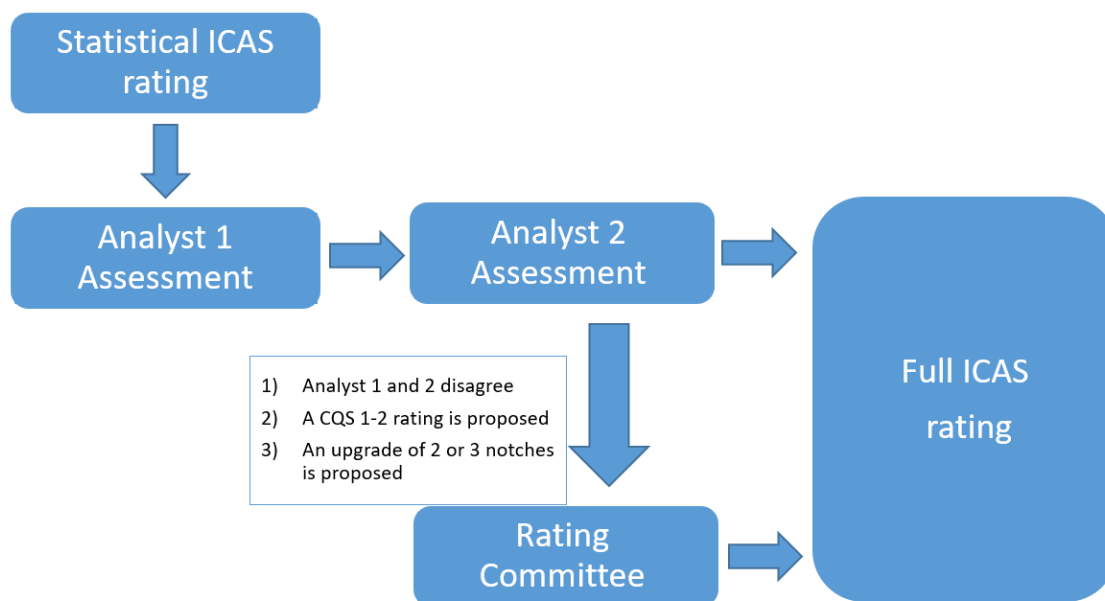 Statistical ICAS
rating
Analyst 1
Assessment
Analyst 2
Assessment
1) Analyst 1 and 2 disagree
2) A CQS 1-2 rating is proposed
3) An upgrade of 2 or 3 notches
is proposed
Rating
Committee
Full ICAS
rating